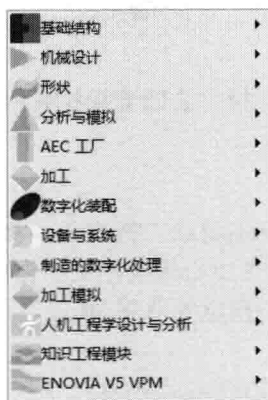 基础结构
机械设计
形状
分析与模拟
AEC 工厂
加工
数字化装配
设备与系统
制造的数字化处理
加工模拟
人机工程学设计与分析
知识工程模块
ENOVIA V5 VPM